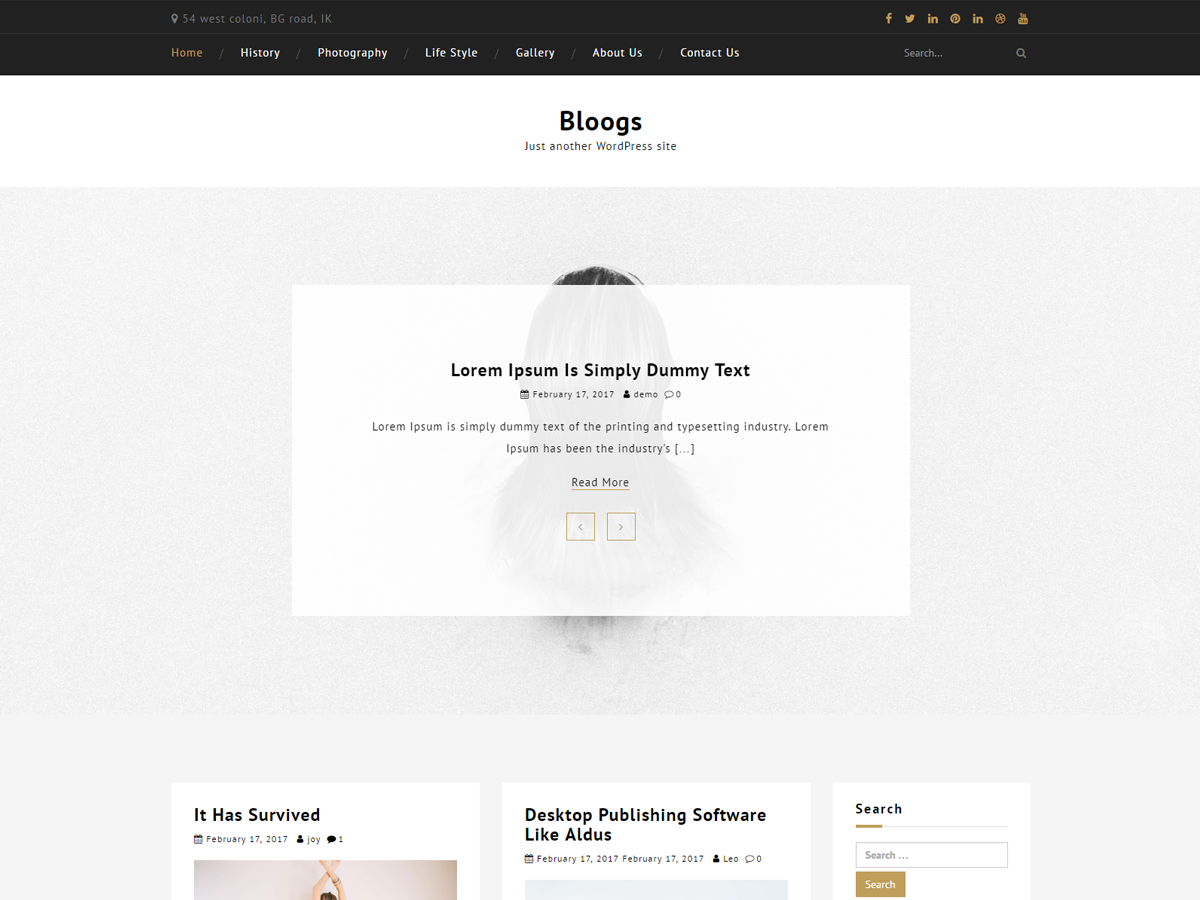 54 west coloni, BG road, IK
Home / History / Photography / Life Style / Gallery / About Us / Contact Us
Search...
Bloogs
Just another WordPress site
Lorem Ipsum Is Simply Dummy Text
February 17, 2017 demo 0
Lorem Ipsum is simply dummy text of the printing and typesetting industry. Lorem
Ipsum has been the industry's [...]
Read More
It Has Survived
February 17, 2017 joy 1
Desktop Publishing Software
Like Aldus
February 17, 2017 February 17, 2017 Leo 0
Search
Search ...
Search